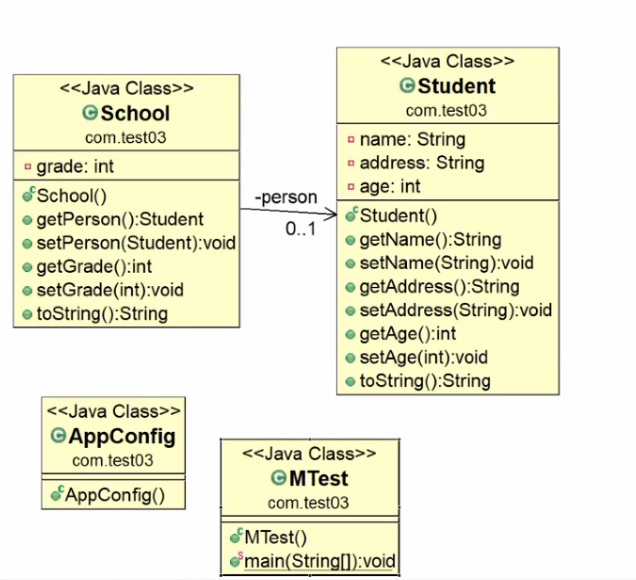 <<Java Class>>
School
com.test03
grade: int
School()
getPerson():Student
setPerson(Student):void
getGrade():int
setGrade(int):void
toString():String
-person
0..1
<<Java Class>>
Student
com.test03
name: String
address: String
age: int
Student()
getName():String
setName(String):void
getAddress():String
setAddress(String):void
getAge():int
setAge(int):void
toString():String
<<Java Class>>
AppConfig
com.test03
AppConfig()
<<Java Class>>
MTest
com.test03
MTest()
main(String[]):void